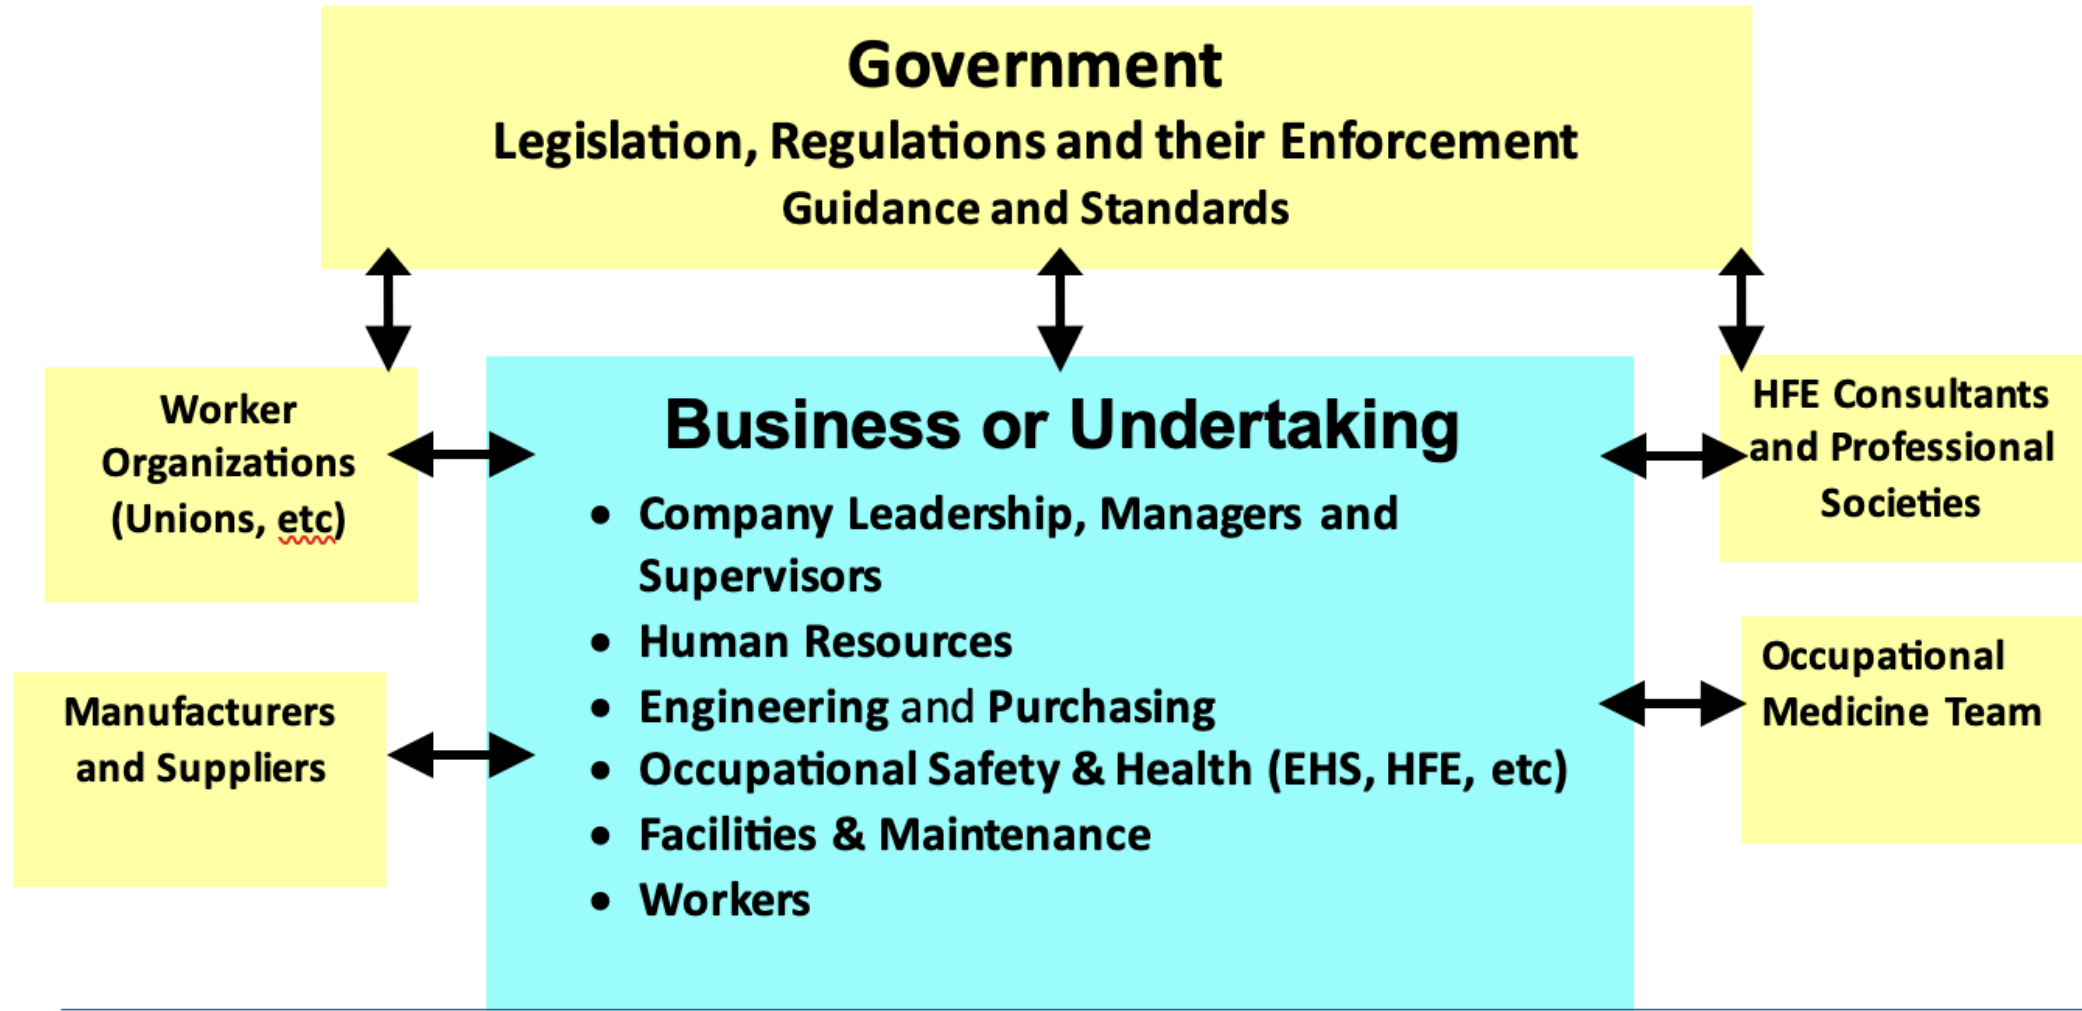 Government
Legislation, Regulations and their Enforcement
Guidance and Standards
Worker
Organizations
(Unions, etc)
Manufacturers
and Suppliers
Business or Undertaking
• Company Leadership, Managers and
Supervisors
• Human Resources
• Engineering and Purchasing
• Occupational Safety & Health (EHS, HFE, etc)
• Facilities & Maintenance
• Workers
HFE Consultants
and Professional
Societies
Occupational
Medicine Team